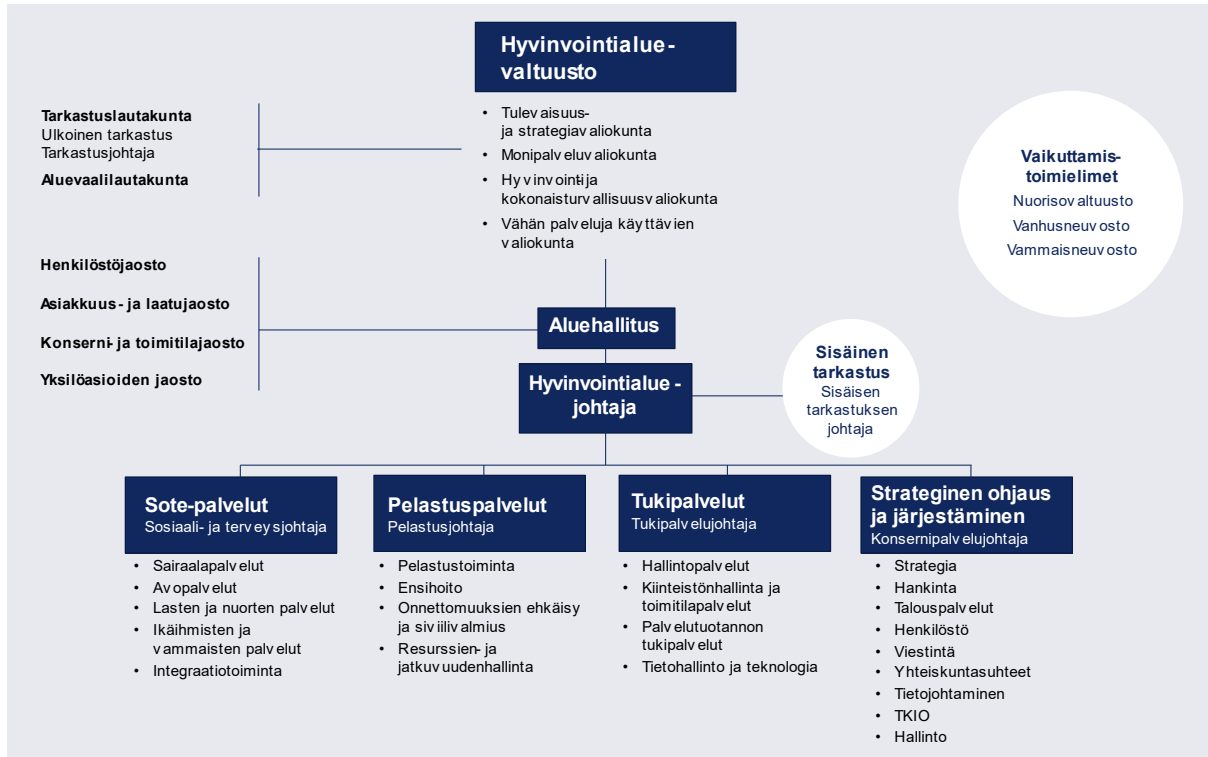 Hyvinvointialue-
valtuusto
• Tulevaisuus-
ja strategiavaliokunta
• Monipalveluvaliokunta
• Hyvinvointi- ja
kokonaisturvallisuusvaliokunta
• Vähän palveluja käyttävien
valiokunta
Tarkastuslautakunta
Ulkoinen tarkastus
Tarkastusjohtaja
Aluevaalilautakunta
Vaikuttamis-
toimielimet
Nuorisovaltuusto
Vanhusneuvosto
Vammaisneuvosto
Henkilöstöjaosto
Asiakkuus- ja laatujaosto
Konserni- ja toimitilajaosto
Yksilöasioiden jaosto
Aluehallitus
Hyvinvointialue-
johtaja
Sisäinen
tarkastus
Sisäisen
tarkastuksen
johtaja
Sote-palvelut
Sosiaali- ja terveysjohtaja
• Sairaalapalvelut
• Avopalvelut
• Lasten ja nuorten palvelut
• Ikäihmisten ja
vammaisten palvelut
• Integraatiotoiminta
Pelastuspalvelut
Pelastusjohtaja
• Pelastustoiminta
• Ensihoito
• Onnettomuuksien ehkäisy
ja siviilivalmius
• Resurssien- ja
jatkuvuudenhallinta
Tukipalvelut
Tukipalvelujohtaja
• Hallintopalvelut
• Kiinteistönhallinta ja
toimitilapalvelut
• Palvelutuotannon
tukipalvelut
• Tietohallinto ja teknologia
Strateginen ohjaus
ja järjestäminen
Konsernipalvelujohtaja
• Strategia
• Hankinta
• Talouspalvelut
• Henkilöstö
• Viestintä
• Yhteiskuntasuhteet
• Tietojohtaminen
• TKIO
• Hallinto